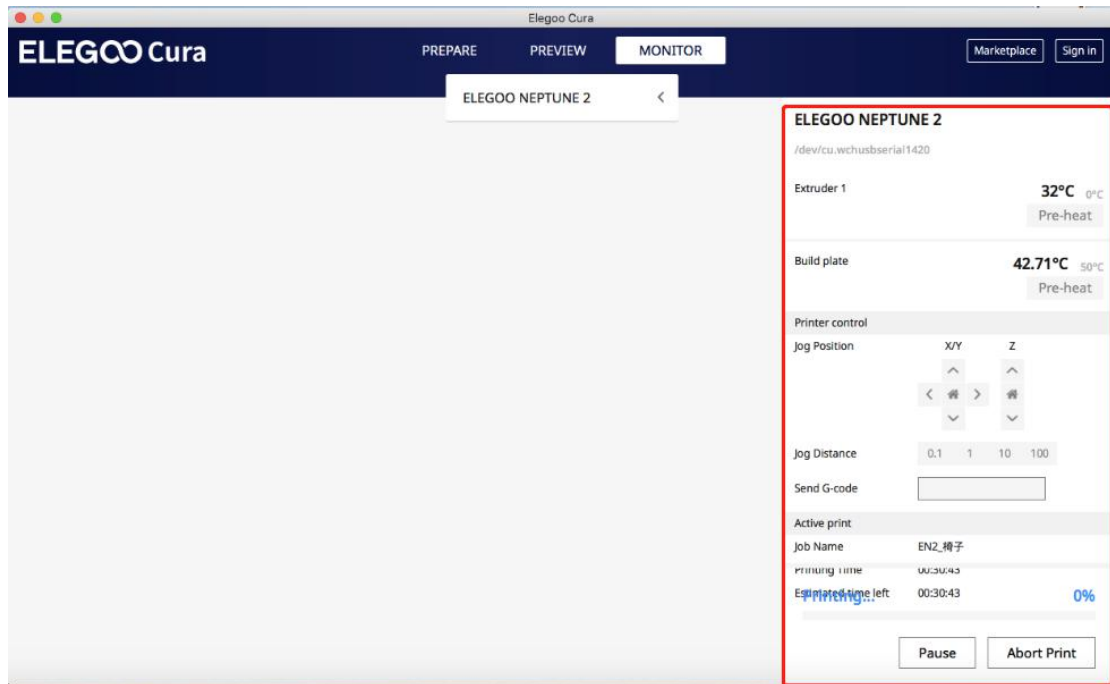 Elegoo Cura
ELEGOO Cura
PREPARE PREVIEW MONITOR
Marketplace Sign in
ELEGOO NEPTUNE 2
ELEGOO NEPTUNE 2
/dev/cu.wchusbserial1420
Extruder 1 32°C 0°C
Pre-heat
Build plate 42.71°C 50°C
Pre-heat
Printer control
Jog Position X/Y Z
Jog Distance 0.1 1 10 100
Send G-code
Active print
Job Name EN2_椅子
Printing Time 00:30:43
Estimated time left 00:30:43
Printing... 0%
Pause Abort Print